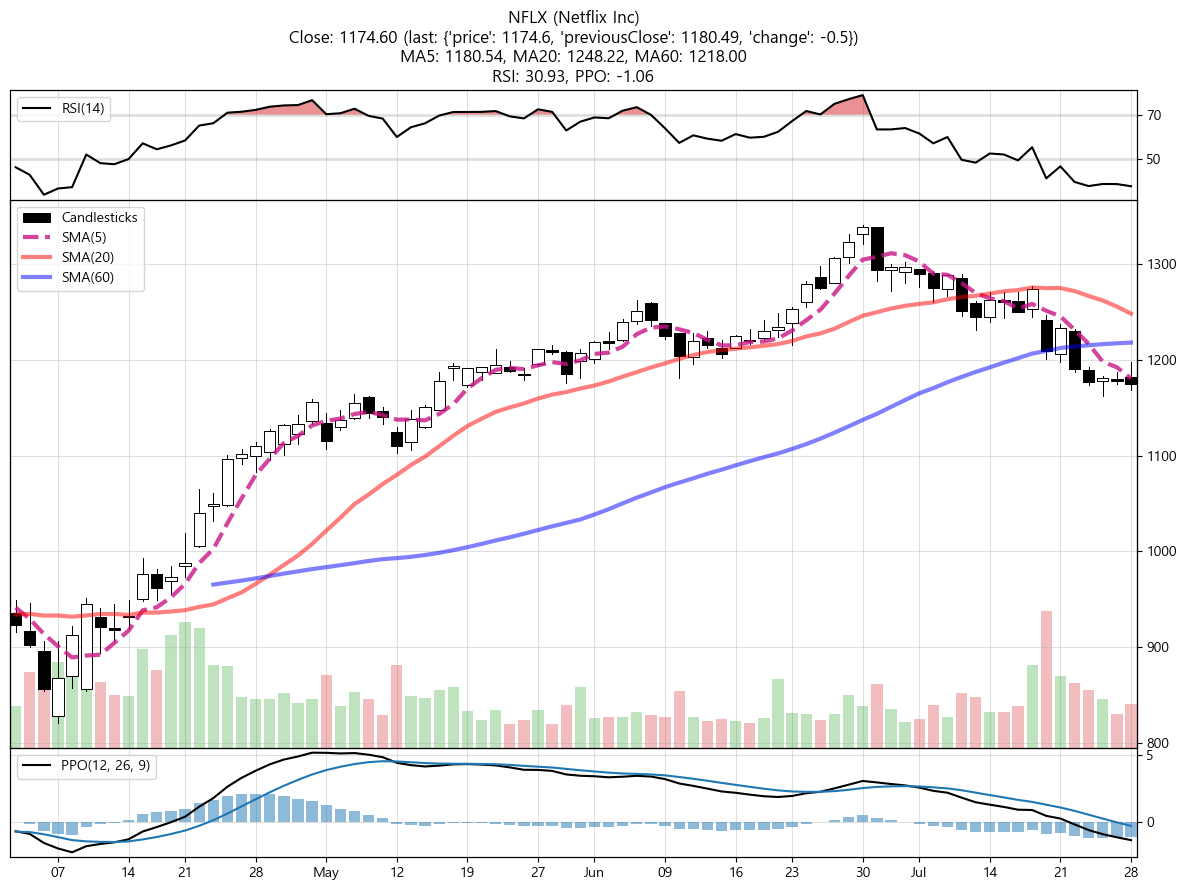 NFLX (Netflix Inc)
Close: 1174.60 (last: {'price': 1174.6, 'previousClose': 1180.49, 'change': -0.5})
MA5: 1180.54, MA20: 1248.22, MA60: 1218.00
RSI: 30.93, PPO: -1.06
RSI(14)
70
50
Candlesticks
SMA(5)
SMA(20)
SMA(60)
1300
1200
1100
1000
900
800
PPO(12, 26, 9)
5
0
07 14 21 28 May 12 19 27 Jun 09 16 23 30 Jul 14 21 28